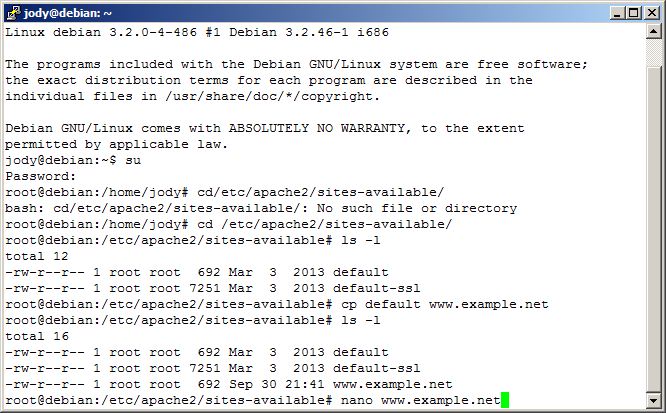 jody@debian: ~
Linux debian 3.2.0-4-486 #1 Debian 3.2.46-1 i686
The programs included with the Debian GNU/Linux system are free software;
the exact distribution terms for each program are described in the
individual files in /usr/share/doc/*/copyright.
Debian GNU/Linux comes with ABSOLUTELY NO WARRANTY, to the extent
permitted by applicable law.
jody@debian:~$ su
Password:
root@debian:/home/jody# cd/etc/apache2/sites-available/
bash: cd/etc/apache2/sites-available/: No such file or directory
root@debian:/home/jody# cd /etc/apache2/sites-available/
root@debian:/etc/apache2/sites-available# ls -l
total 12
-rw-r--r-- 1 root root  692 Mar  3  2013 default
-rw-r--r-- 1 root root 7251 Mar  3  2013 default-ssl
root@debian:/etc/apache2/sites-available# cp default www.example.net
root@debian:/etc/apache2/sites-available# ls -l
total 16
-rw-r--r-- 1 root root  692 Mar  3  2013 default
-rw-r--r-- 1 root root 7251 Mar  3  2013 default-ssl
-rw-r--r-- 1 root root  692 Sep 30 21:41 www.example.net
root@debian:/etc/apache2/sites-available# nano www.example.net